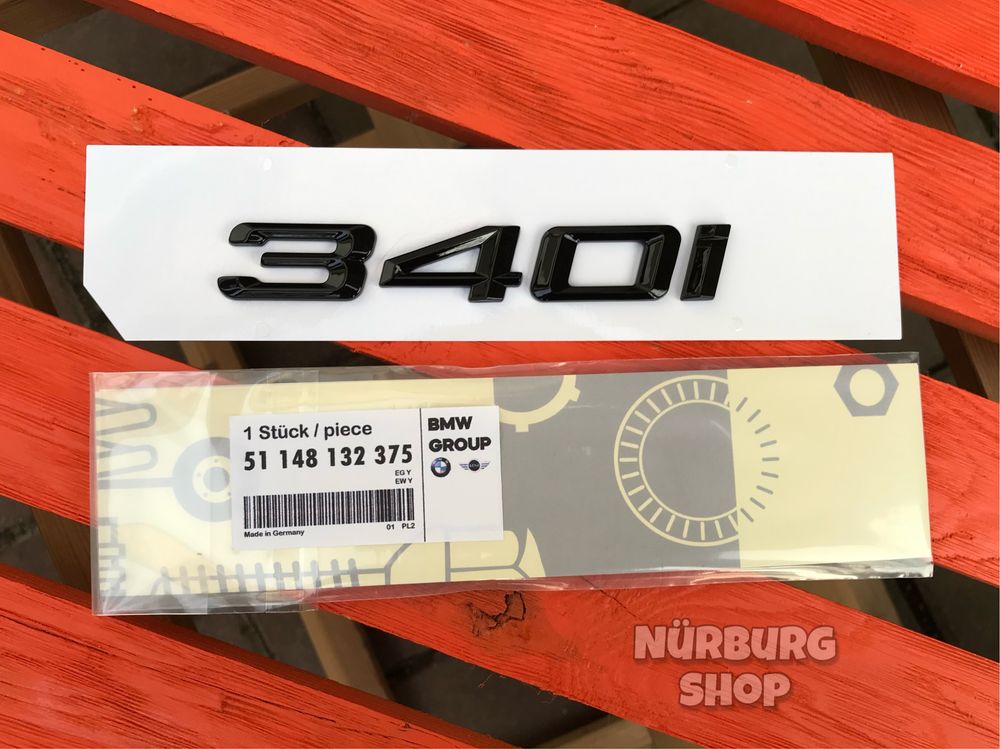 340i
1 Stück / piece
51 148 132 375
EG Y
EW Y
Made in Germany
01 PL2
BMW
GROUP
NÜRBURG
SHOP